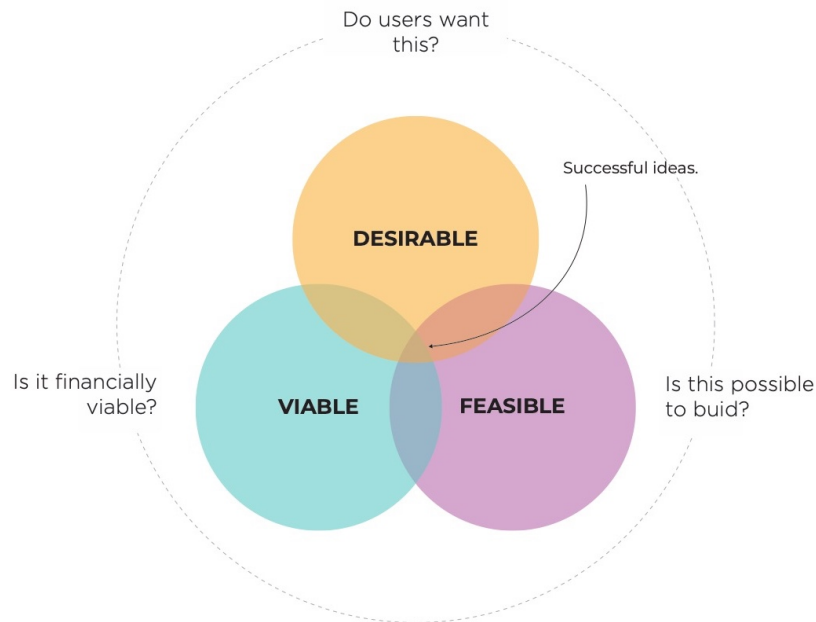 Do users want
this?
Successful ideas.
DESIRABLE
Is it financially
viable?
VIABLE
FEASIBLE
Is this possible
to buid?